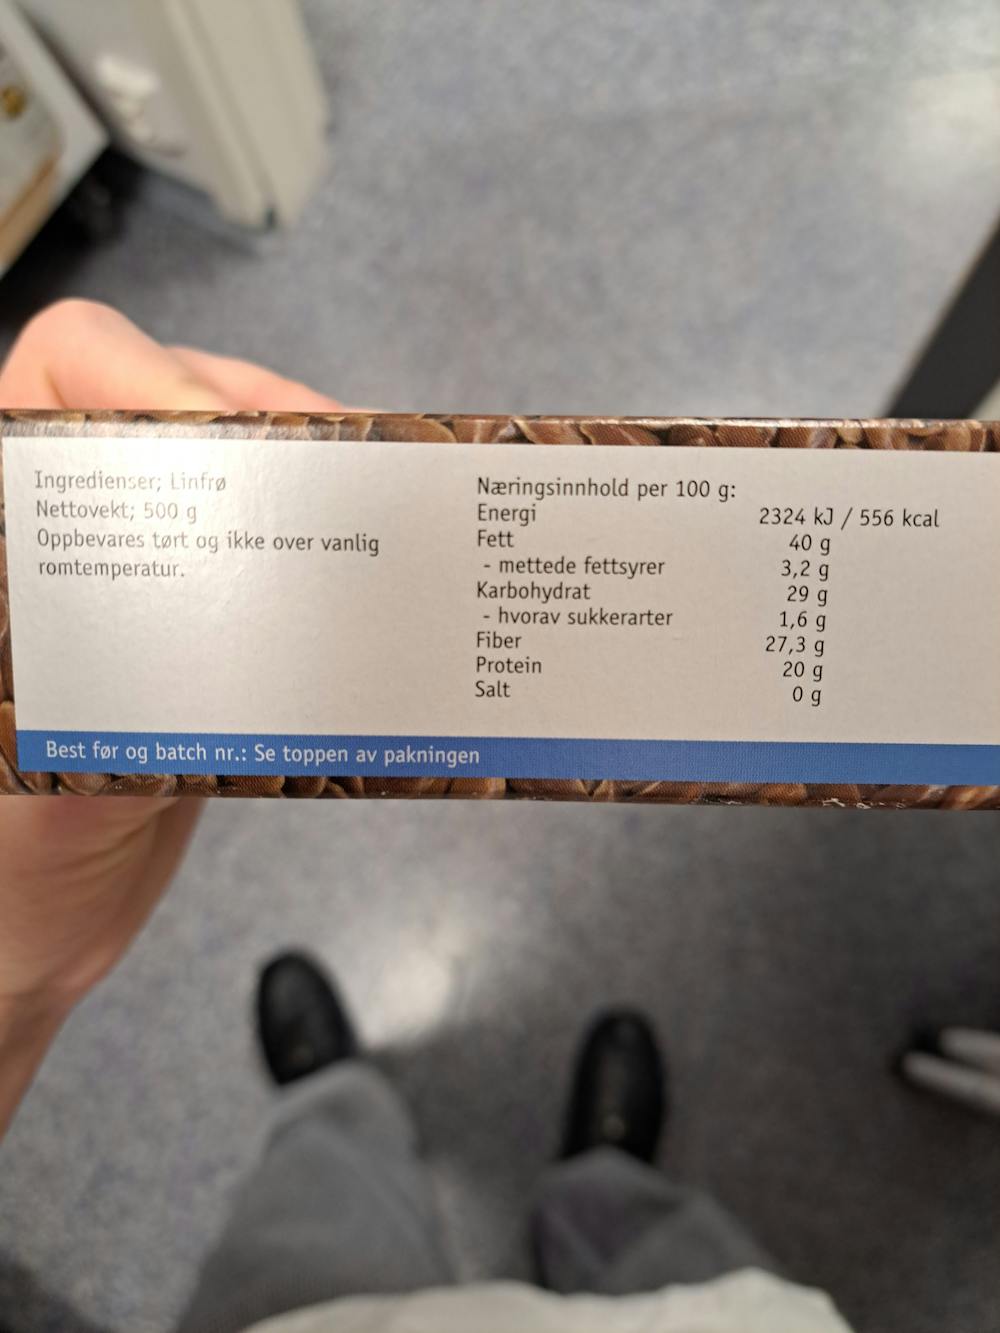 Ingredienser; Linfrø
Nettovekt; 500 g
Oppbevares tørt og ikke over vanlig
romtemperatur.
Næringsinnhold per 100 g:
Energi 2324 kJ / 556 kcal
Fett 40 g
- mettede fettsyrer 3,2 g
Karbohydrat 29 g
- hvorav sukkerarter 1,6 g
Fiber 27,3 g
Protein 20 g
Salt 0 g
Best før og batch nr.: Se toppen av pakningen